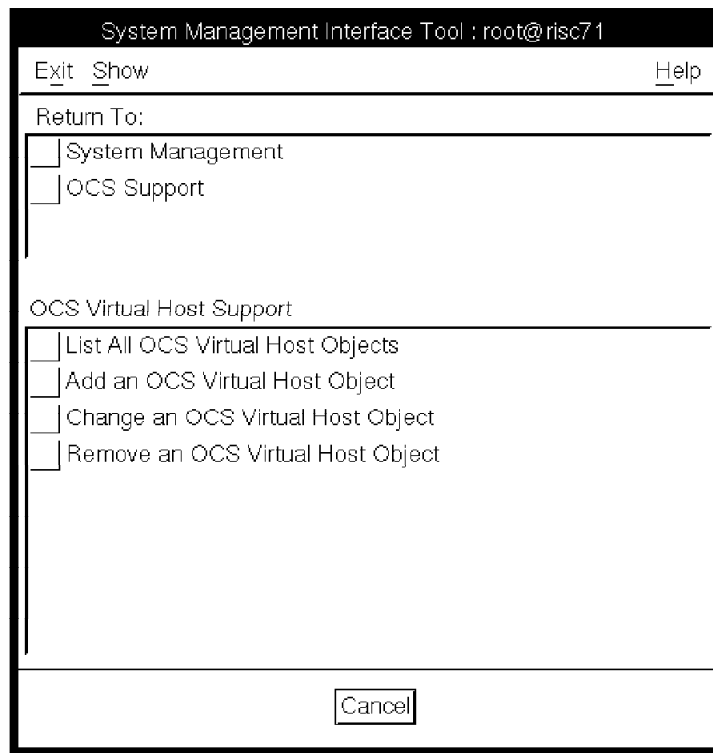 System Management Interface Tool : root@risc71
Exit Show Help
Return To:
System Management
OCS Support
OCS Virtual Host Support
List All OCS Virtual Host Objects
Add an OCS Virtual Host Object
Change an OCS Virtual Host Object
Remove an OCS Virtual Host Object
Cancel